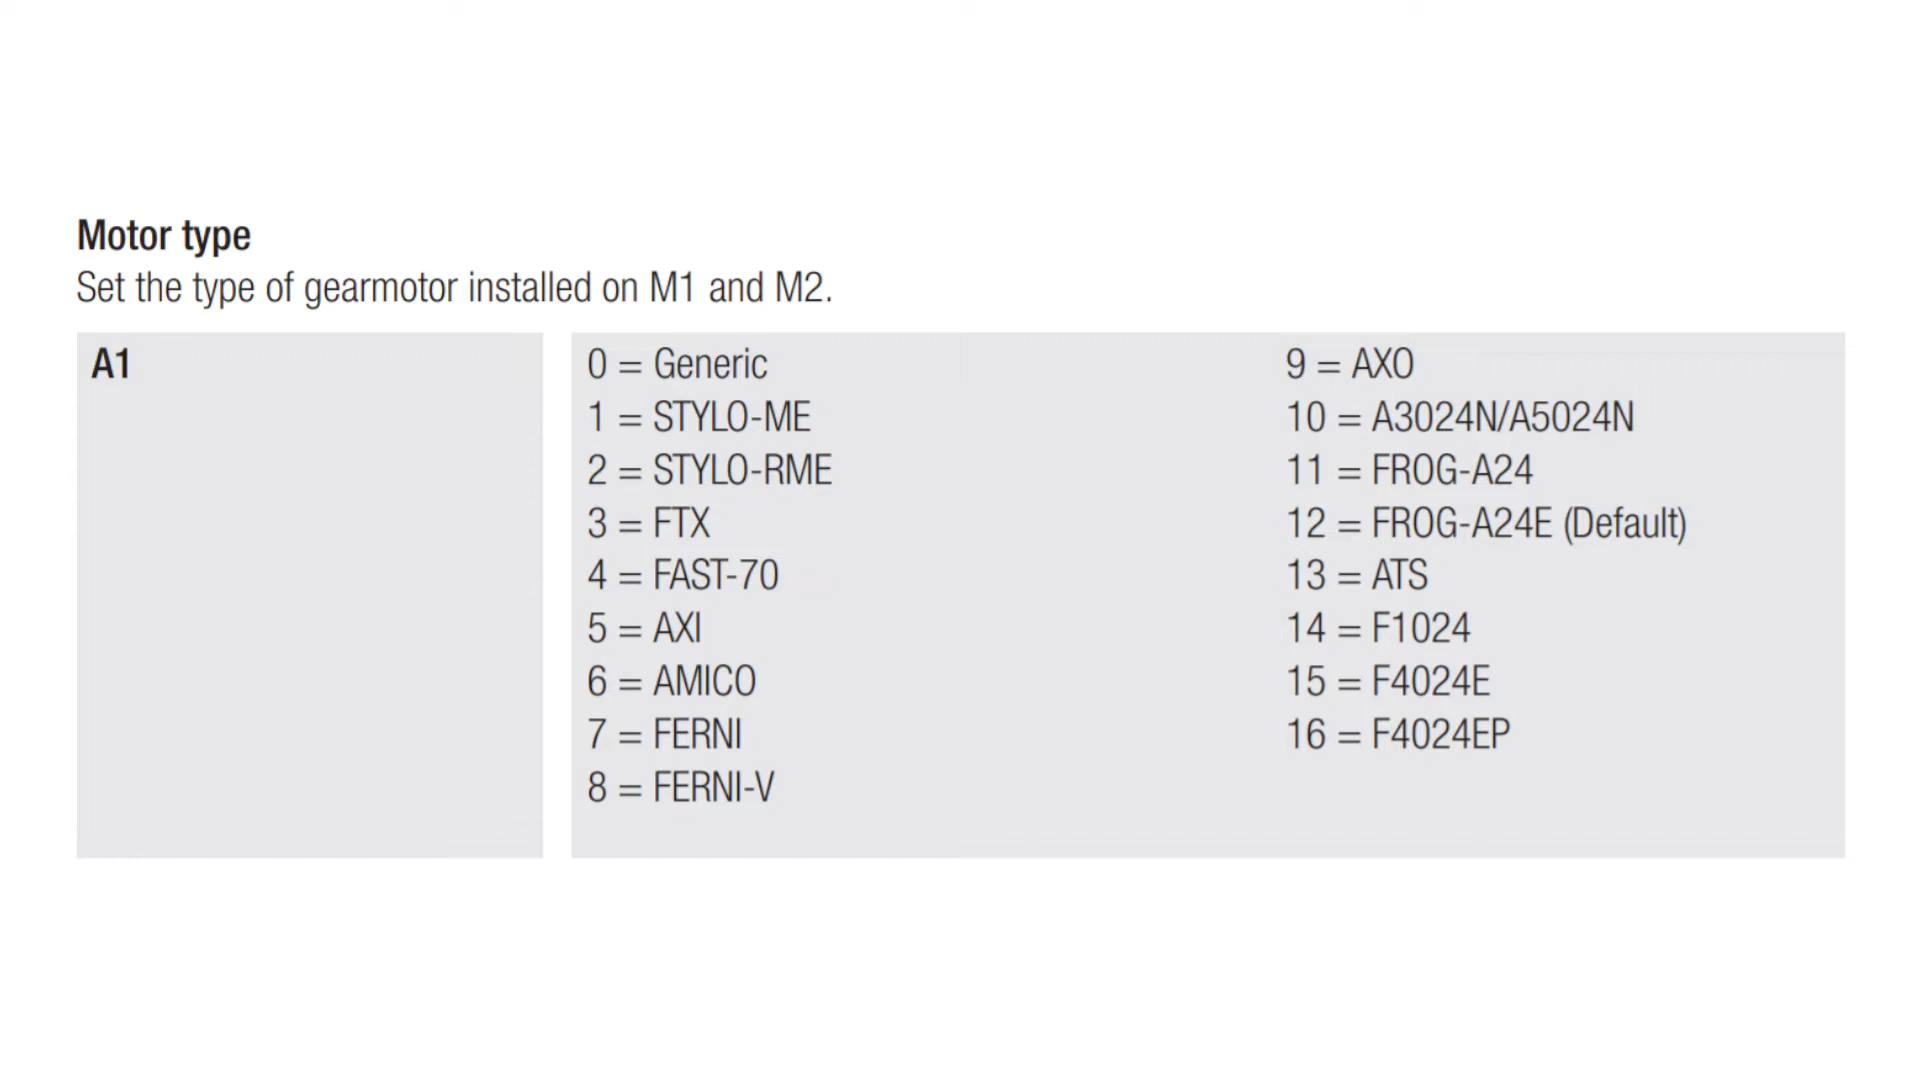 Motor type
Set the type of gearmotor installed on M1 and M2.
A1
0 = Generic
1 = STYLO-ME
2 = STYLO-RME
3 = FTX
4 = FAST-70
5 = AXI
6 = AMICO
7 = FERNI
8 = FERNI-V
9 = AXO
10 = A3024N/A5024N
11 = FROG-A24
12 = FROG-A24E (Default)
13 = ATS
14 = F1024
15 = F4024E
16 = F4024EP